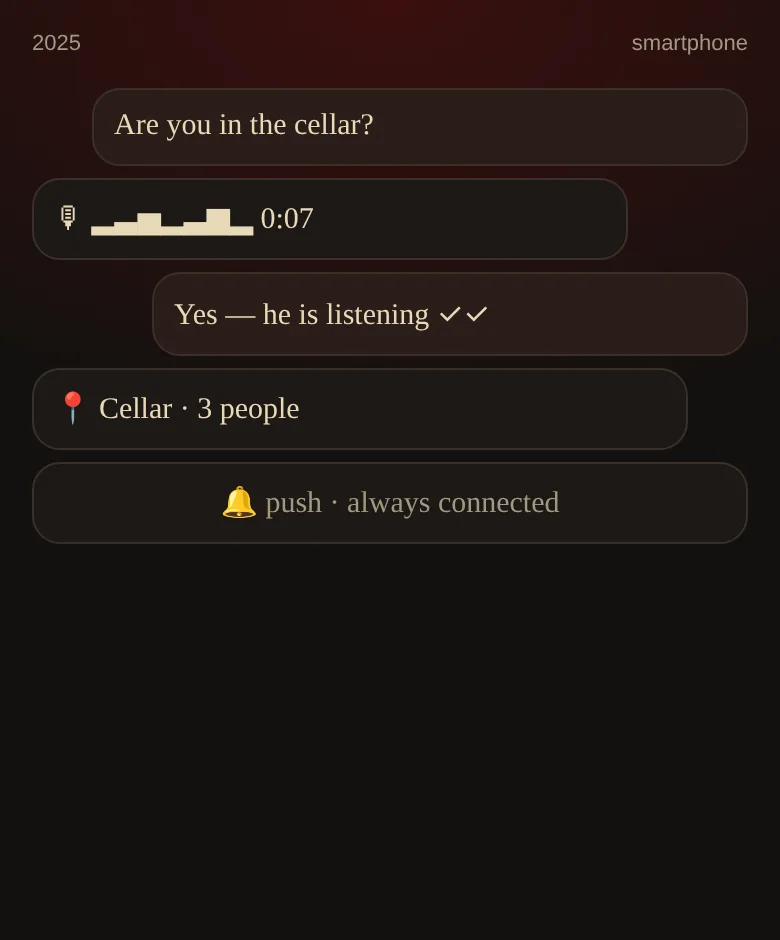 2025 smartphone
Are you in the cellar?
🎙 ▂▃▅▂▃▆▂ 0:07
Yes — he is listening ✓✓
📍 Cellar · 3 people
🔔 push · always connected